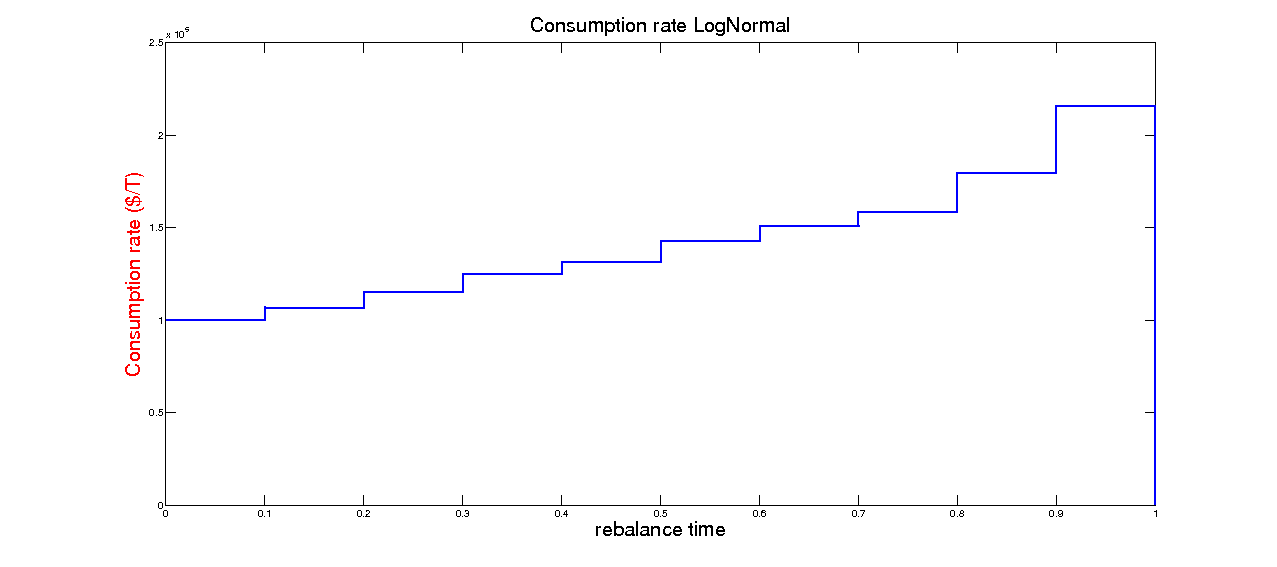 Consumption rate LogNormal
x 10^5
2.5
2
1.5
1
0.5
0
Consumption rate ($/T)
0 0.1 0.2 0.3 0.4 0.5 0.6 0.7 0.8 0.9 1
rebalance time